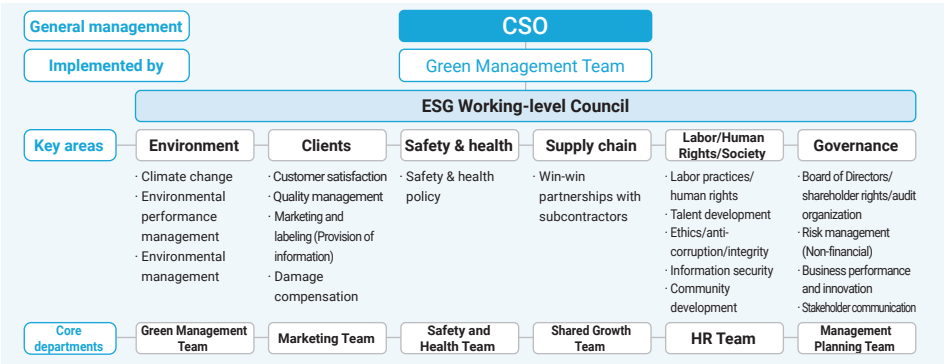 General management
CSO
Implemented by
Green Management Team
ESG Working-level Council
Key areas
Environment
Clients
Safety & health
Supply chain
Labor/Human
Rights/Society
Governance
· Climate change
· Environmental
performance
management
· Environmental
management
· Customer satisfaction
· Quality management
· Marketing and
labeling (Provision of
information)
· Damage
compensation
· Safety & health
policy
· Win-win
partnerships with
subcontractors
· Labor practices/
human rights
· Talent development
· Ethics/anti-
corruption/integrity
· Information security
· Community
development
· Board of Directors/
shareholder rights/audit
organization
· Risk management
(Non-financial)
· Business performance
and innovation
· Stakeholder communication
Core
departments
Green Management
Team
Marketing Team
Safety and
Health Team
Shared Growth
Team
HR Team
Management
Planning Team